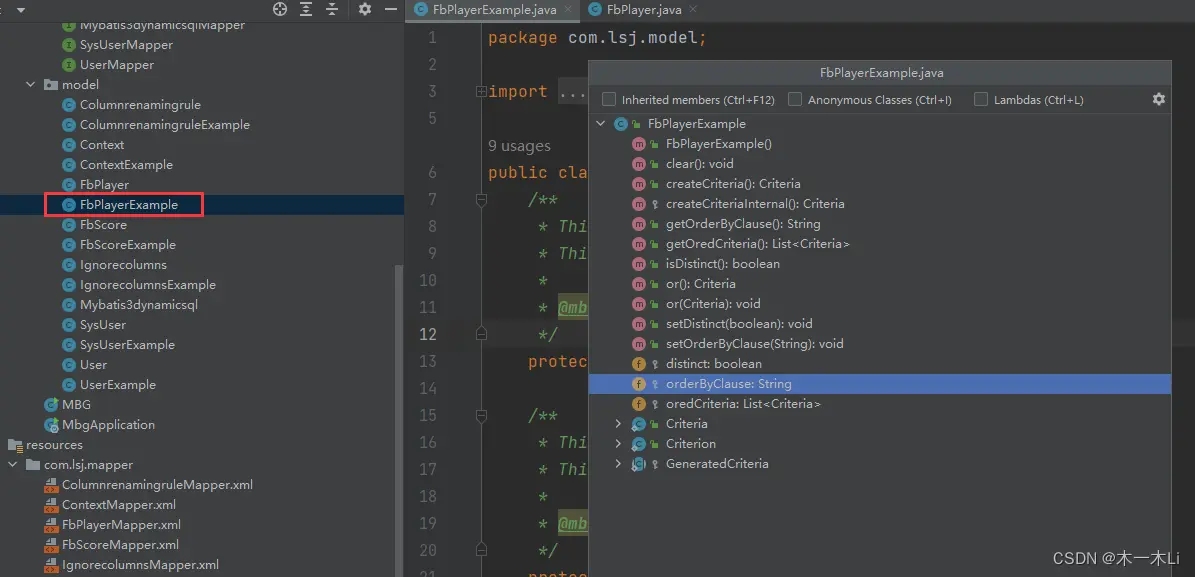 Mybatis3dynamicsqlMapper
SysUserMapper
UserMapper
model
Columnrenamingrule
ColumnrenamingruleExample
Context
ContextExample
FbPlayer
FbPlayerExample
FbScore
FbScoreExample
Ignorecolumns
IgnorecolumnsExample
Mybatis3dynamicsql
SysUser
SysUserExample
User
UserExample
MBG
MbgApplication
resources
com.lsj.mapper
ColumnrenamingruleMapper.xml
ContextMapper.xml
FbPlayerMapper.xml
FbScoreMapper.xml
IgnorecolumnsMapper.xml
FbPlayerExample.java
FbPlayer.java
1 package com.lsj.model;
2
3 import ...
5
9 usages
6 public cla
7 /**
8 * Thi
9 * Thi
10 *
11 * @mb
12 */
13 protec
14
15 /**
16 * Thi
17 * Thi
18 *
19 * @mb
20 */
21 protec
FbPlayerExample.java
Inherited members (Ctrl+F12) Anonymous Classes (Ctrl+I) Lambdas (Ctrl+L)
FbPlayerExample
FbPlayerExample()
clear(): void
createCriteria(): Criteria
createCriteriaInternal(): Criteria
getOrderByClause(): String
getOredCriteria(): List<Criteria>
isDistinct(): boolean
or(): Criteria
or(Criteria): void
setDistinct(boolean): void
setOrderByClause(String): void
distinct: boolean
orderByClause: String
oredCriteria: List<Criteria>
Criteria
Criterion
GeneratedCriteria
CSDN @木一木Li